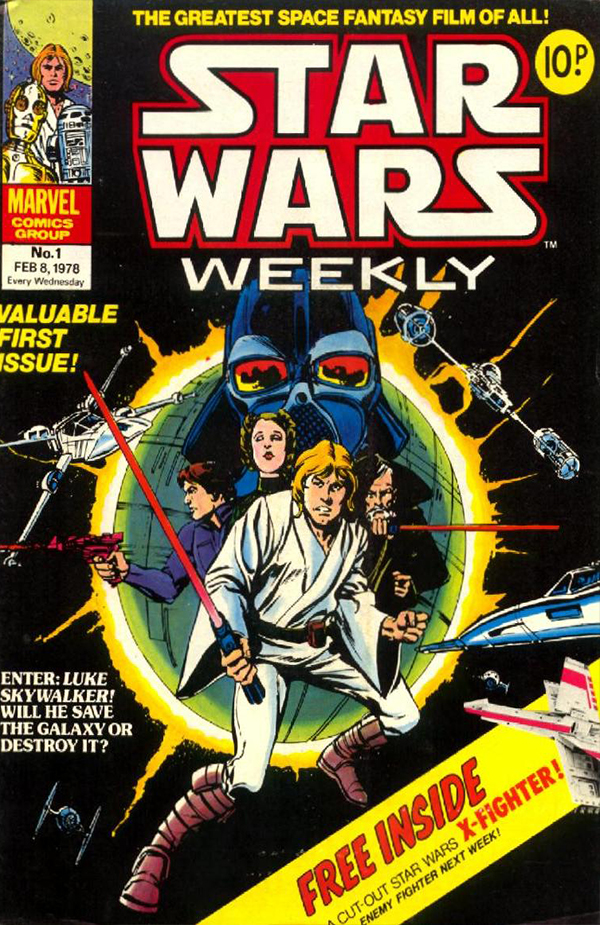 THE GREATEST SPACE FANTASY FILM OF ALL!
STAR
WARS
™
WEEKLY
10P
MARVEL
COMICS
GROUP
No.1
FEB 8, 1978
Every Wednesday
VALUABLE
FIRST
ISSUE!
ENTER: LUKE
SKYWALKER!
WILL HE SAVE
THE GALAXY OR
DESTROY IT?
FREE INSIDE
A CUT-OUT STAR WARS X-FIGHTER!
ENEMY FIGHTER NEXT WEEK!